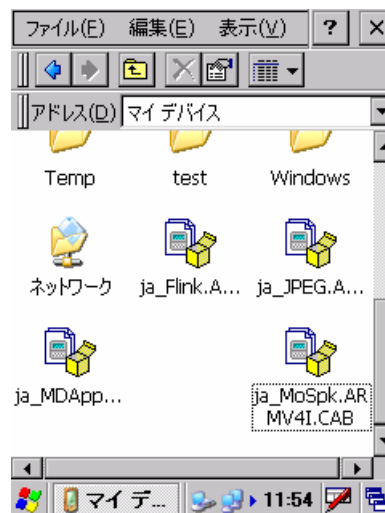 ファイル(F) 編集(E) 表示(V) ? ×
アドレス(D) マイ デバイス
Temp test Windows
ネットワーク ja_Flink.A... ja_JPEG.A...
ja_MDApp... ja_MoSpk.AR
MV4I.CAB
マイ デ... 11:54